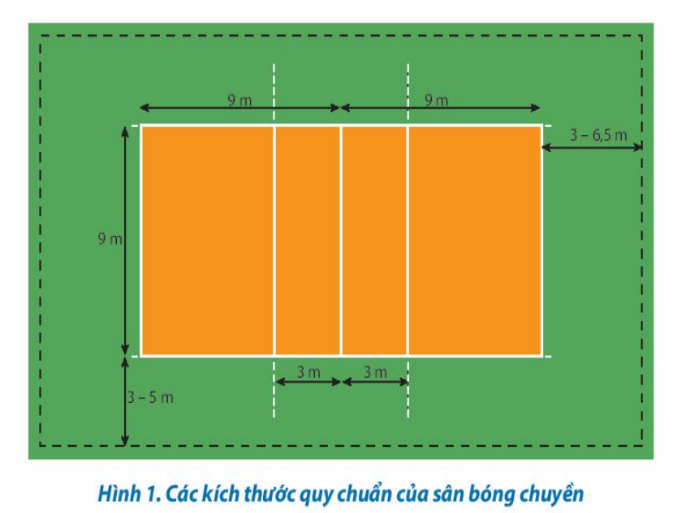 9 m
9 m
3 – 6,5 m
9 m
3 m
3 m
3 – 5 m
Hình 1. Các kích thước quy chuẩn của sân bóng chuyền